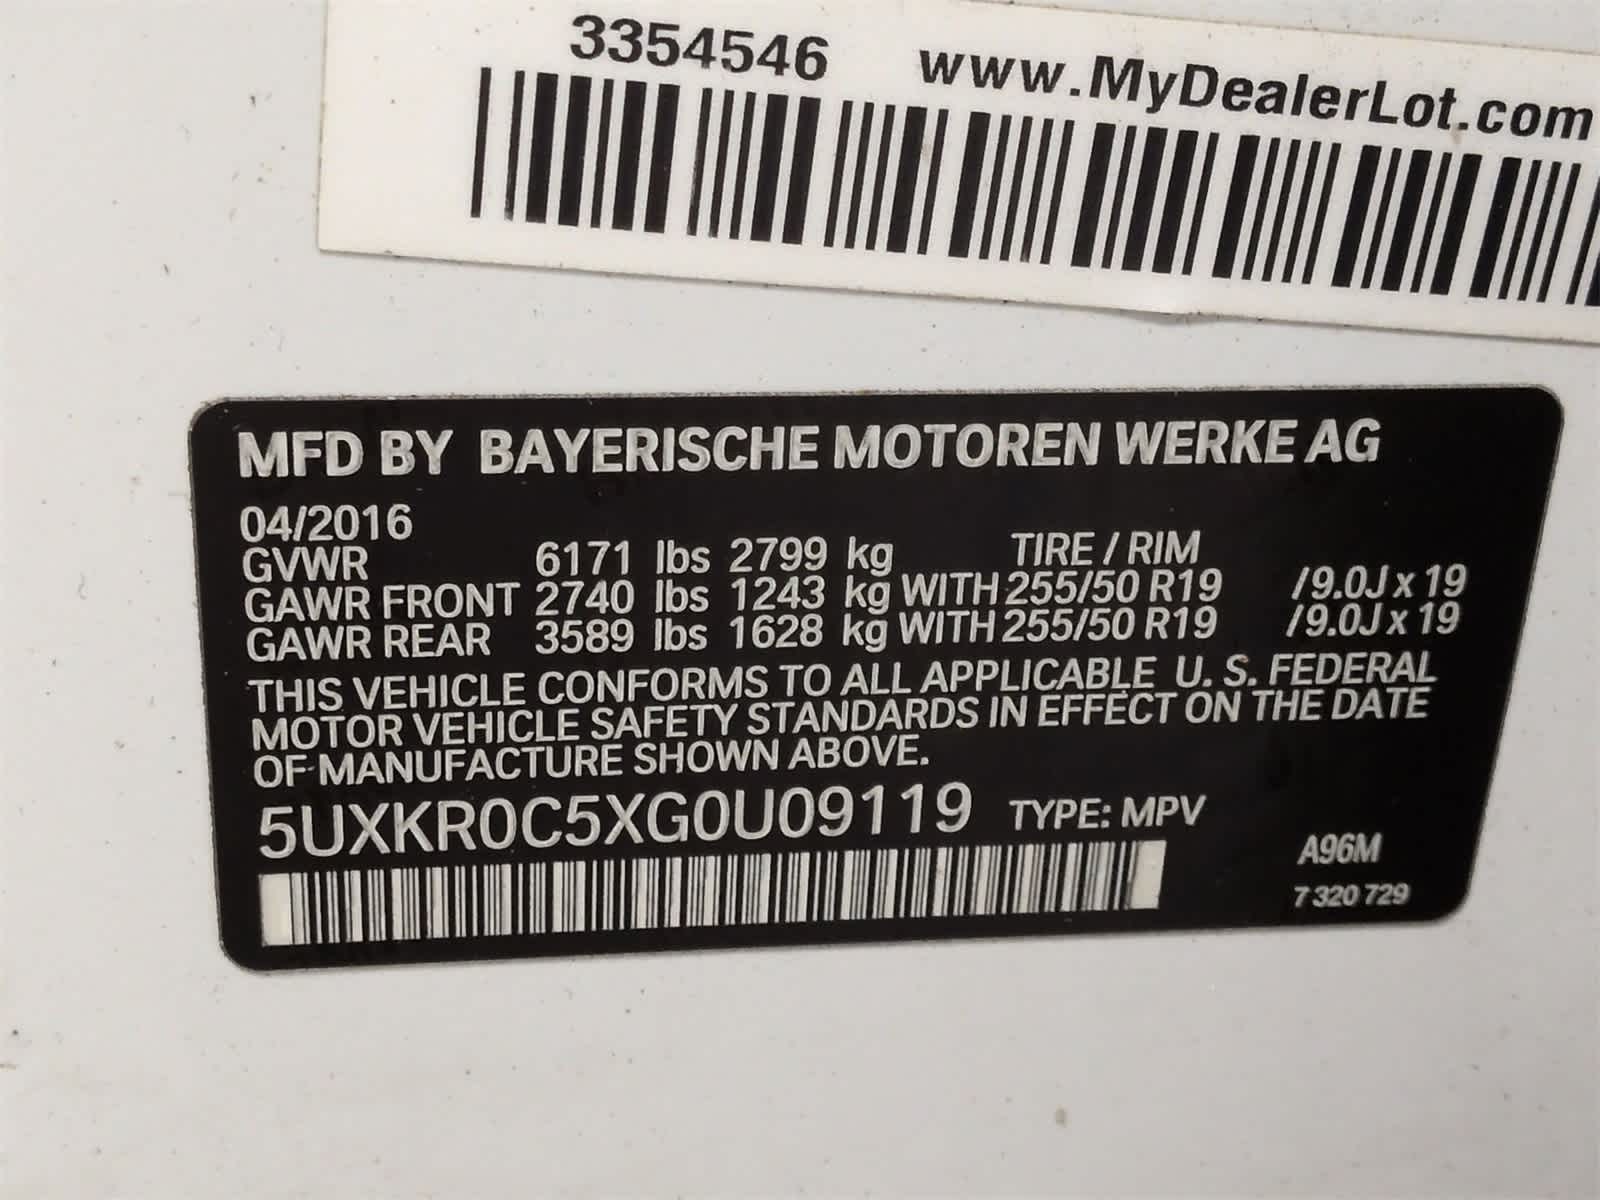 3354546 www.MyDealerLot.com
MFD BY BAYERISCHE MOTOREN WERKE AG
04/2016
GVWR 6171 lbs 2799 kg TIRE / RIM
GAWR FRONT 2740 lbs 1243 kg WITH 255/50 R19 /9.0J x 19
GAWR REAR 3589 lbs 1628 kg WITH 255/50 R19 /9.0J x 19
THIS VEHICLE CONFORMS TO ALL APPLICABLE U. S. FEDERAL
MOTOR VEHICLE SAFETY STANDARDS IN EFFECT ON THE DATE
OF MANUFACTURE SHOWN ABOVE.
5UXKR0C5XG0U09119 TYPE: MPV
A96M
7 320 729